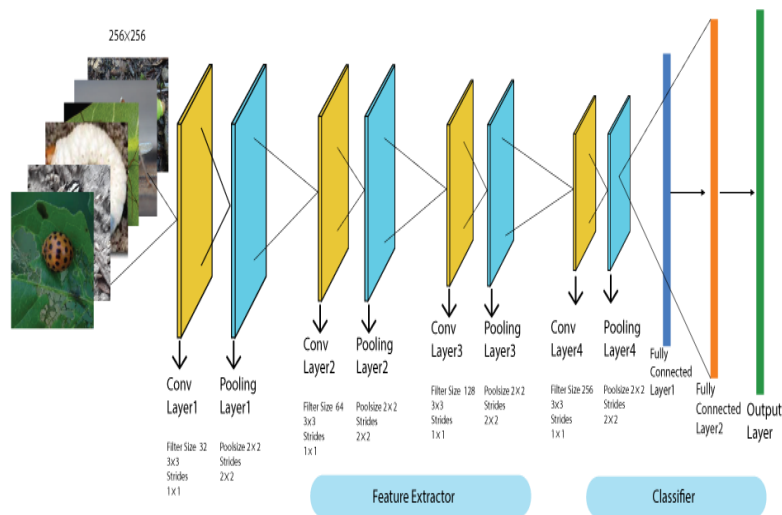 256×256
Conv
Layer1
Filter Size 32
3x3
Strides
1x1
Pooling
Layer1
Poolsize 2x2
Strides
2x2
Conv
Layer2
Filter Size 64
3x3
Strides
1x1
Pooling
Layer2
Poolsize 2x2
Strides
2x2
Conv
Layer3
Filter Size 128
3x3
Strides
1x1
Pooling
Layer3
Poolsize 2x2
Strides
2x2
Conv
Layer4
Filter Size 256
3x3
Strides
1x1
Pooling
Layer4
Poolsize 2x2
Strides
2x2
Fully
Connected
Layer1
Fully
Connected
Layer2
Output
Layer
Feature Extractor
Classifier